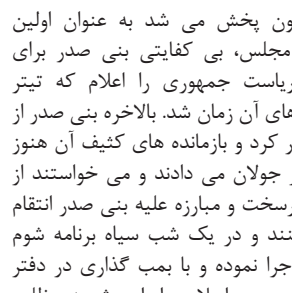 ون پخش می شد به عنوان اولین
مجلس، بی کفایتی بنی صدر برای
ریاست جمهوری را اعلام که تیتر
های آن زمان شد. بالاخره بنی صدر از
ر کرد و بازمانده های کثیف آن هنوز
جولان می دادند و می خواستند از
رسخت و مبارزه علیه بنی صدر انتقام
نند و در یک شب سیاه برنامه شوم
جرا نموده و با بمب گذاری در دفتر